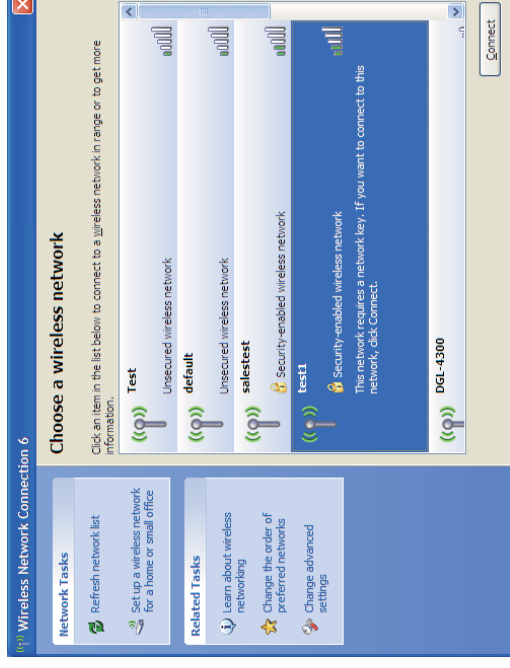 Wireless Network Connection 6
Network Tasks
Refresh network list
Set up a wireless network
for a home or small office
Related Tasks
Learn about wireless
networking
Change the order of
preferred networks
Change advanced
settings
Choose a wireless network
Click an item in the list below to connect to a wireless network in range or to get more
information.
Test
Unsecured wireless network
default
Unsecured wireless network
salestest
Security-enabled wireless network
test1
Security-enabled wireless network
This network requires a network key. If you want to connect to this
network, click Connect.
DGL-4300
Connect